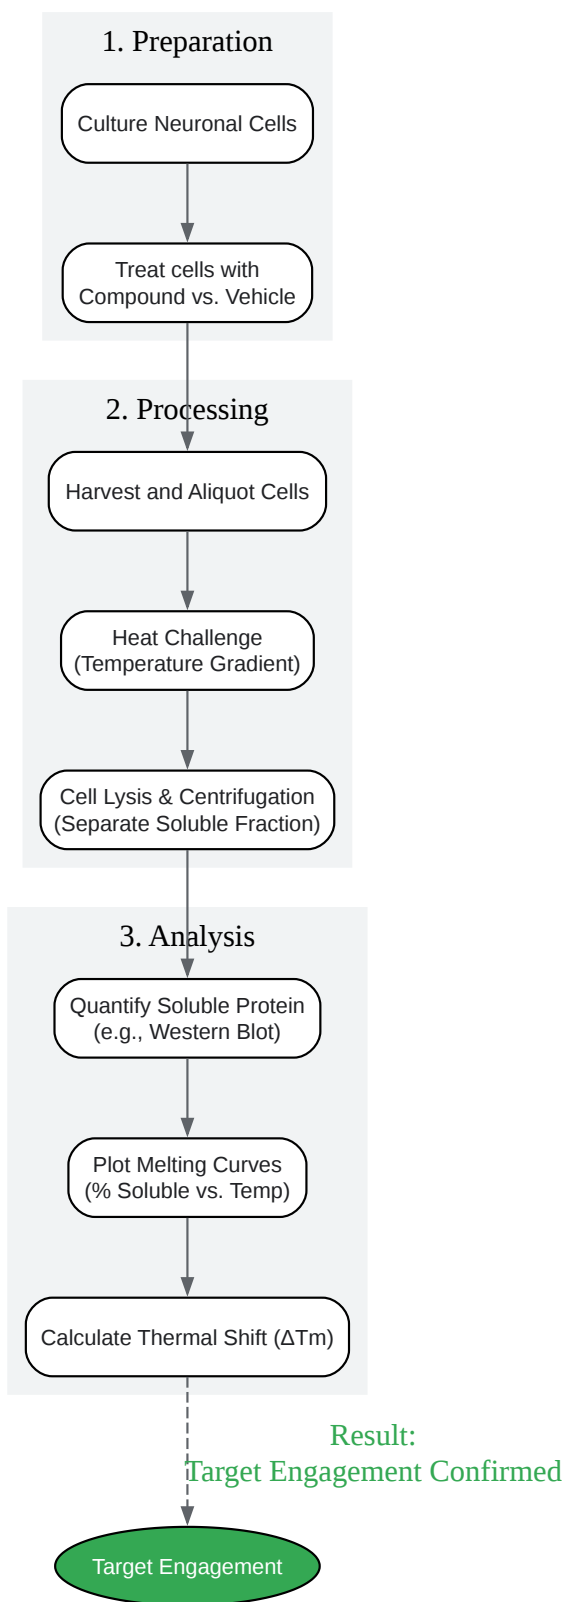 1. Preparation
Culture Neuronal Cells
Treat cells with
Compound vs. Vehicle
2. Processing
Harvest and Aliquot Cells
Heat Challenge
(Temperature Gradient)
Cell Lysis & Centrifugation
(Separate Soluble Fraction)
3. Analysis
Quantify Soluble Protein
(e.g., Western Blot)
Plot Melting Curves
(% Soluble vs. Temp)
Calculate Thermal Shift (ΔTm)
Result:
Target Engagement Confirmed
Target Engagement